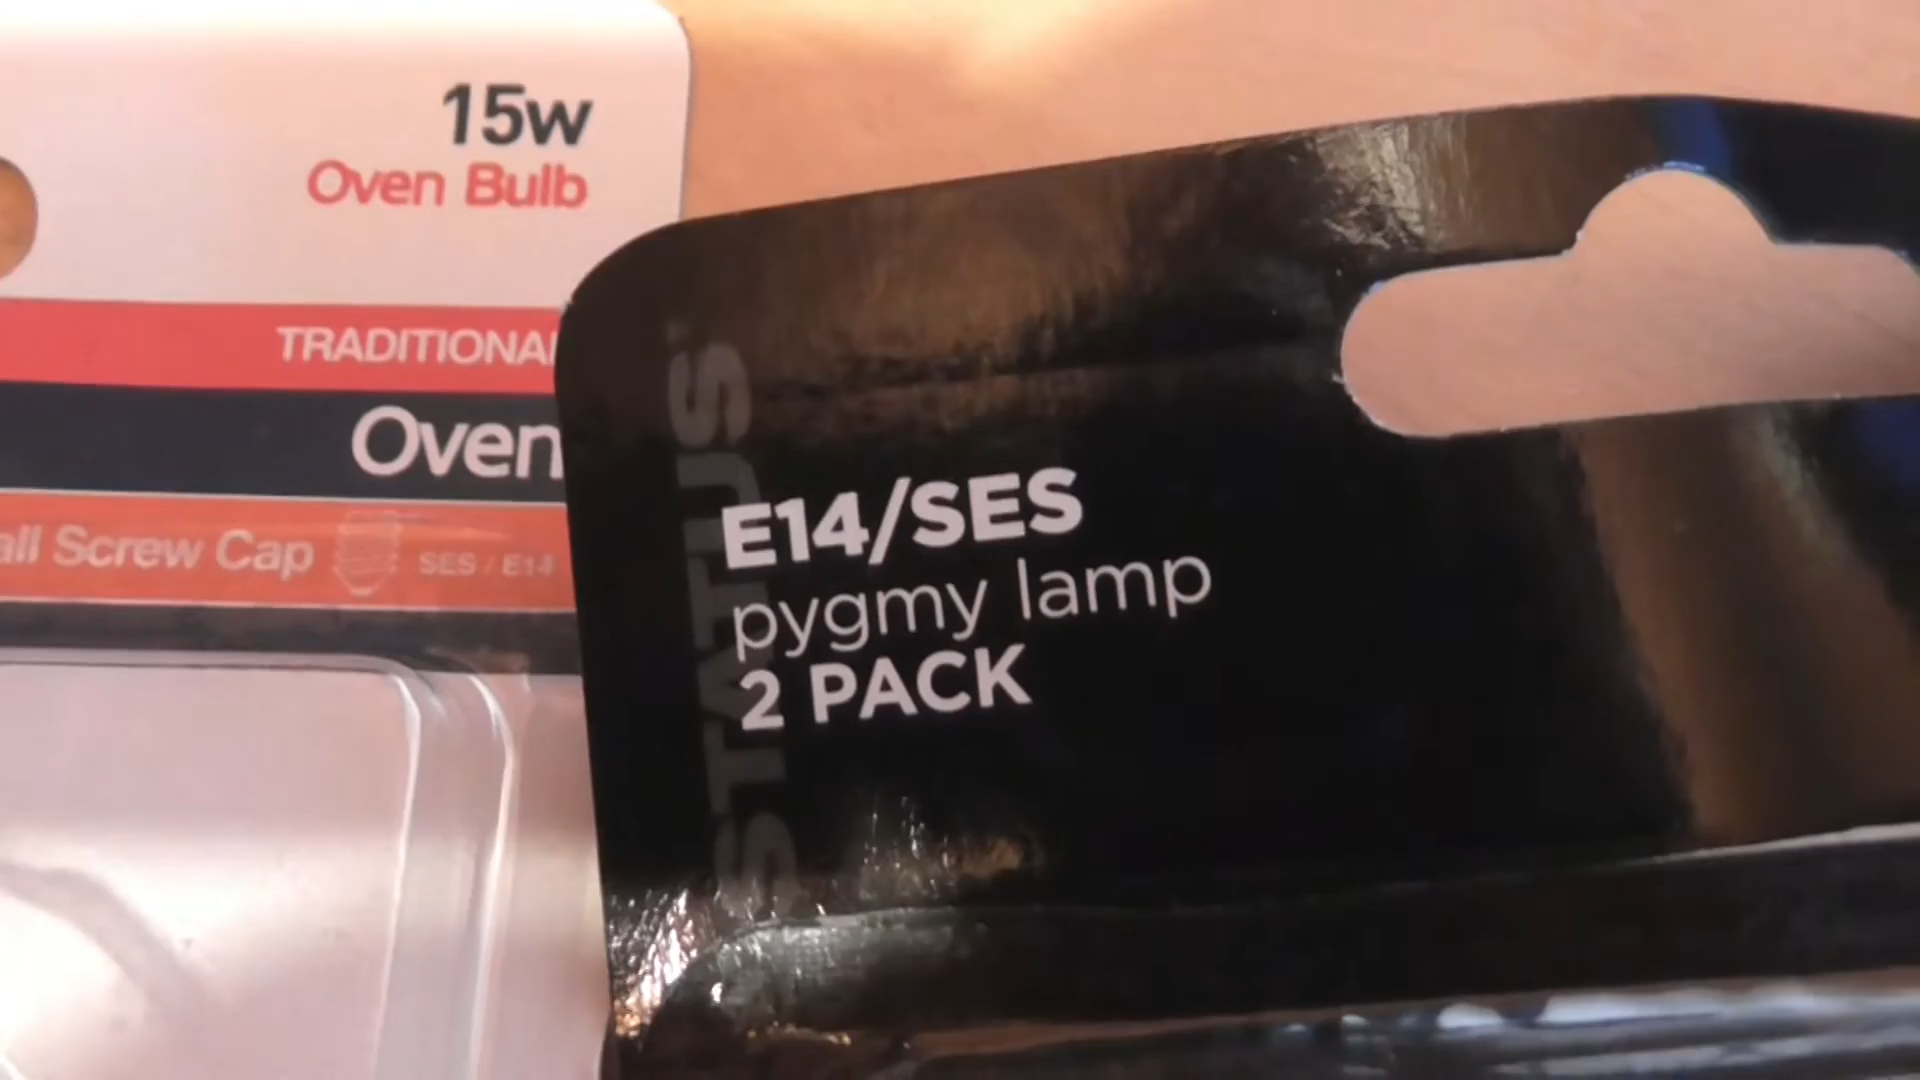 15w
Oven Bulb
TRADITIONAL
Oven
all Screw Cap
SES / E14
STATUS
E14/SES
pygmy lamp
2 PACK